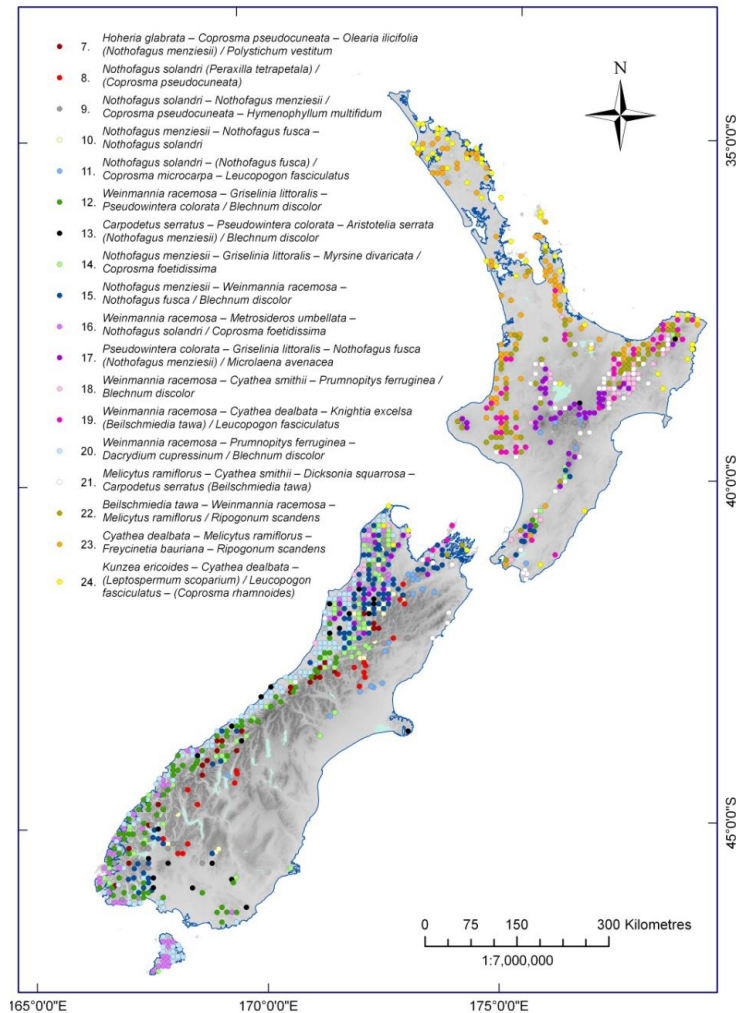 7. Hoheria glabrata – Coprosma pseudocuneata – Olearia ilicifolia
(Nothofagus menziesii) / Polystichum vestitum
8. Nothofagus solandri (Peraxilla tetrapetala) /
(Coprosma pseudocuneata)
9. Nothofagus solandri – Nothofagus menziesii /
Coprosma pseudocuneata – Hymenophyllum multifidum
10. Nothofagus menziesii – Nothofagus fusca –
Nothofagus solandri
11. Nothofagus solandri – (Nothofagus fusca) /
Coprosma microcarpa – Leucopogon fasciculatus
12. Weinmannia racemosa – Griselinia littoralis –
Pseudowintera colorata / Blechnum discolor
13. Carpodetus serratus – Pseudowintera colorata – Aristotelia serrata
(Nothofagus menziesii) / Blechnum discolor
14. Nothofagus menziesii – Griselinia littoralis – Myrsine divaricata /
Coprosma foetidissima
15. Nothofagus menziesii – Weinmannia racemosa –
Nothofagus fusca / Blechnum discolor
16. Weinmannia racemosa – Metrosideros umbellata –
Nothofagus solandri / Coprosma foetidissima
17. Pseudowintera colorata – Griselinia littoralis – Nothofagus fusca
(Nothofagus menziesii) / Microlaena avenacea
18. Weinmannia racemosa – Cyathea smithii – Prumnopitys ferruginea /
Blechnum discolor
19. Weinmannia racemosa – Cyathea dealbata – Knightia excelsa
(Beilschmiedia tawa) / Leucopogon fasciculatus
20. Weinmannia racemosa – Prumnopitys ferruginea –
Dacrydium cupressinum / Blechnum discolor
21. Melicytus ramiflorus – Cyathea smithii – Dicksonia squarrosa –
Carpodetus serratus (Beilschmiedia tawa)
22. Beilschmiedia tawa – Weinmannia racemosa –
Melicytus ramiflorus / Ripogonum scandens
23. Cyathea dealbata – Melicytus ramiflorus –
Freycinetia bauriana – Ripogonum scandens
24. Kunzea ericoides – Cyathea dealbata –
(Leptospermum scoparium) / Leucopogon
fasciculatus – (Coprosma rhamnoides)
N
35°0'0"S
40°0'0"S
45°0'0"S
0 75 150 300 Kilometres
1:7,000,000
165°0'0"E 170°0'0"E 175°0'0"E